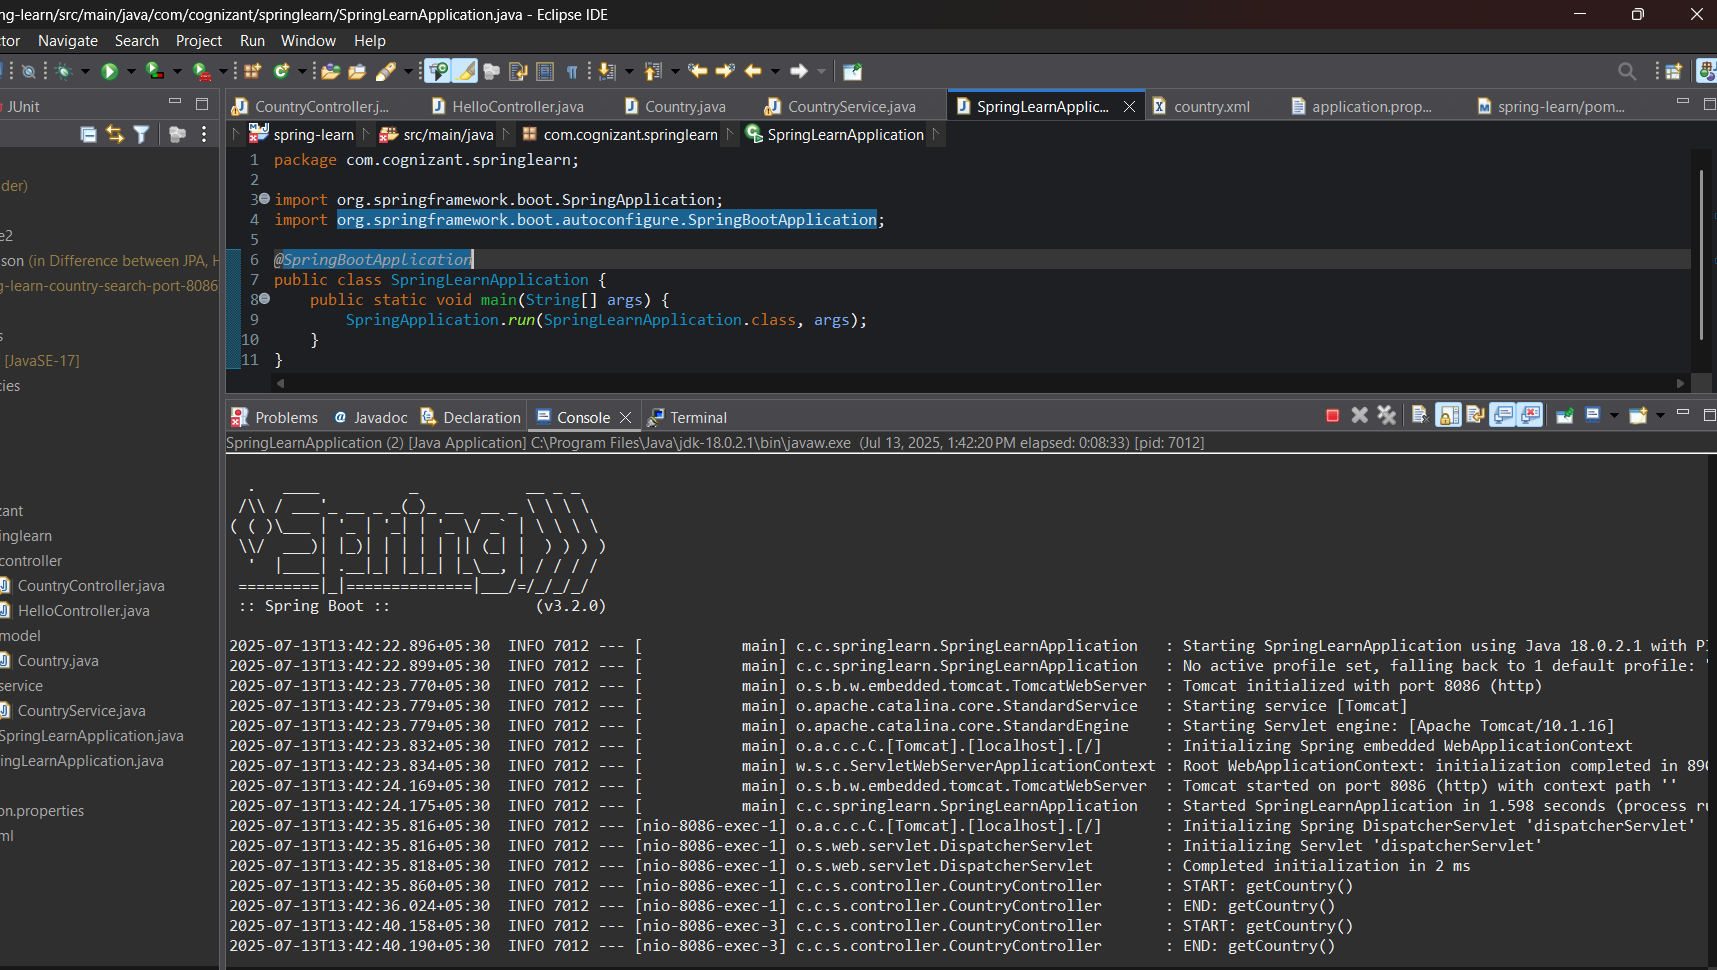 ng-learn/src/main/java/com/cognizant/springlearn/SpringLearnApplication.java - Eclipse IDE
tor Navigate Search Project Run Window Help
JUnit
CountryController.j... HelloController.java Country.java CountryService.java SpringLearnApplic... country.xml application.prop... spring-learn/pom...
spring-learn src/main/java com.cognizant.springlearn SpringLearnApplication
der)
e2
son (in Difference between JPA, H
g-learn-country-search-port-8086
s
[JavaSE-17]
cies
zant
inglearn
controller
CountryController.java
HelloController.java
model
Country.java
service
CountryService.java
SpringLearnApplication.java
ingLearnApplication.java
on.properties
ml
1 package com.cognizant.springlearn;
2
3 import org.springframework.boot.SpringApplication;
4 import org.springframework.boot.autoconfigure.SpringBootApplication;
5
6 @SpringBootApplication
7 public class SpringLearnApplication {
8 public static void main(String[] args) {
9 SpringApplication.run(SpringLearnApplication.class, args);
10 }
11 }
Problems Javadoc Declaration Console Terminal
SpringLearnApplication (2) [Java Application] C:\Program Files\Java\jdk-18.0.2.1\bin\javaw.exe (Jul 13, 2025, 1:42:20 PM elapsed: 0:08:33) [pid: 7012]
  .   ____          _            __ _ _
 /\\ / ___'_ __ _ _(_)_ __  __ _ \ \ \ \
( ( )\___ | '_ | '_| | '_ \/ _` | \ \ \ \
 \\/  ___)| |_)| | | | | || (_| |  ) ) ) )
  '  |____| .__|_| |_|_| |_\__, | / / / /
 =========|_|==============|___/=/_/_/_/
:: Spring Boot :: (v3.2.0)
2025-07-13T13:42:22.896+05:30 INFO 7012 --- [ main] c.c.springlearn.SpringLearnApplication : Starting SpringLearnApplication using Java 18.0.2.1 with P
2025-07-13T13:42:22.899+05:30 INFO 7012 --- [ main] c.c.springlearn.SpringLearnApplication : No active profile set, falling back to 1 default profile: "
2025-07-13T13:42:23.770+05:30 INFO 7012 --- [ main] o.s.b.w.embedded.tomcat.TomcatWebServer : Tomcat initialized with port 8086 (http)
2025-07-13T13:42:23.779+05:30 INFO 7012 --- [ main] o.apache.catalina.core.StandardService : Starting service [Tomcat]
2025-07-13T13:42:23.779+05:30 INFO 7012 --- [ main] o.apache.catalina.core.StandardEngine : Starting Servlet engine: [Apache Tomcat/10.1.16]
2025-07-13T13:42:23.832+05:30 INFO 7012 --- [ main] o.a.c.c.C.[Tomcat].[localhost].[/] : Initializing Spring embedded WebApplicationContext
2025-07-13T13:42:23.834+05:30 INFO 7012 --- [ main] w.s.c.ServletWebServerApplicationContext : Root WebApplicationContext: initialization completed in 890
2025-07-13T13:42:24.169+05:30 INFO 7012 --- [ main] o.s.b.w.embedded.tomcat.TomcatWebServer : Tomcat started on port 8086 (http) with context path ''
2025-07-13T13:42:24.175+05:30 INFO 7012 --- [ main] c.c.springlearn.SpringLearnApplication : Started SpringLearnApplication in 1.598 seconds (process ru
2025-07-13T13:42:35.816+05:30 INFO 7012 --- [nio-8086-exec-1] o.a.c.c.C.[Tomcat].[localhost].[/] : Initializing Spring DispatcherServlet 'dispatcherServlet'
2025-07-13T13:42:35.816+05:30 INFO 7012 --- [nio-8086-exec-1] o.s.web.servlet.DispatcherServlet : Initializing Servlet 'dispatcherServlet'
2025-07-13T13:42:35.818+05:30 INFO 7012 --- [nio-8086-exec-1] o.s.web.servlet.DispatcherServlet : Completed initialization in 2 ms
2025-07-13T13:42:35.860+05:30 INFO 7012 --- [nio-8086-exec-1] c.c.s.controller.CountryController : START: getCountry()
2025-07-13T13:42:36.024+05:30 INFO 7012 --- [nio-8086-exec-1] c.c.s.controller.CountryController : END: getCountry()
2025-07-13T13:42:40.158+05:30 INFO 7012 --- [nio-8086-exec-3] c.c.s.controller.CountryController : START: getCountry()
2025-07-13T13:42:40.190+05:30 INFO 7012 --- [nio-8086-exec-3] c.c.s.controller.CountryController : END: getCountry()